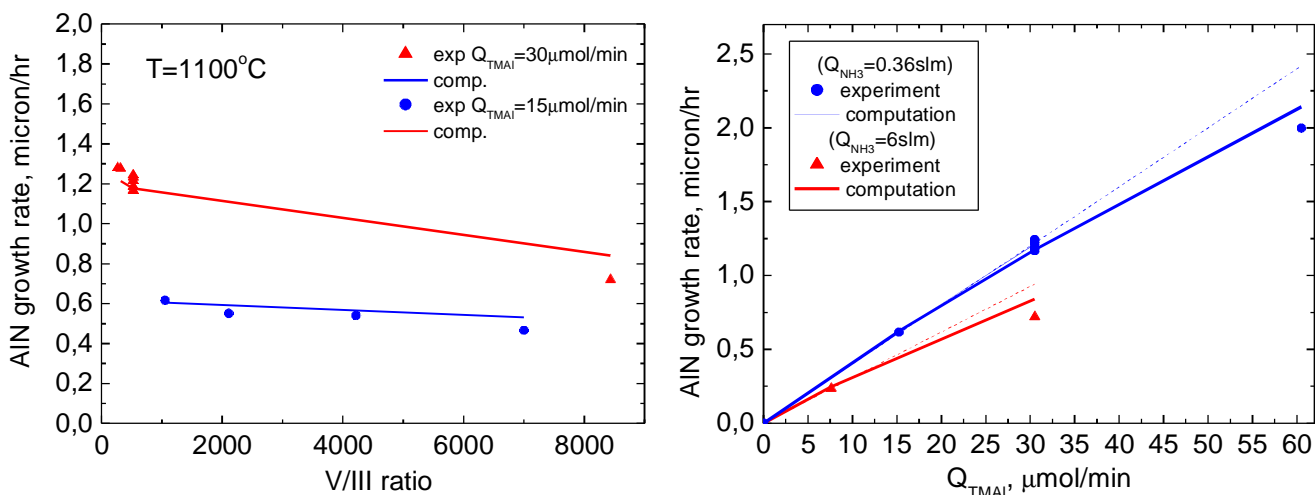 2,0
1,8
1,6
1,4
1,2
1,0
0,8
0,6
0,4
0,2
0,0
AlN growth rate, micron/hr
T=1100°C
exp Q_TMAl=30μmol/min
comp.
exp Q_TMAl=15μmol/min
comp.
0 2000 4000 6000 8000
V/III ratio
2,5
2,0
1,5
1,0
0,5
0,0
AlN growth rate, micron/hr
(Q_NH3=0.36slm)
experiment
computation
(Q_NH3=6slm)
experiment
computation
0 5 10 15 20 25 30 35 40 45 50 55 60
Q_TMAl, μmol/min